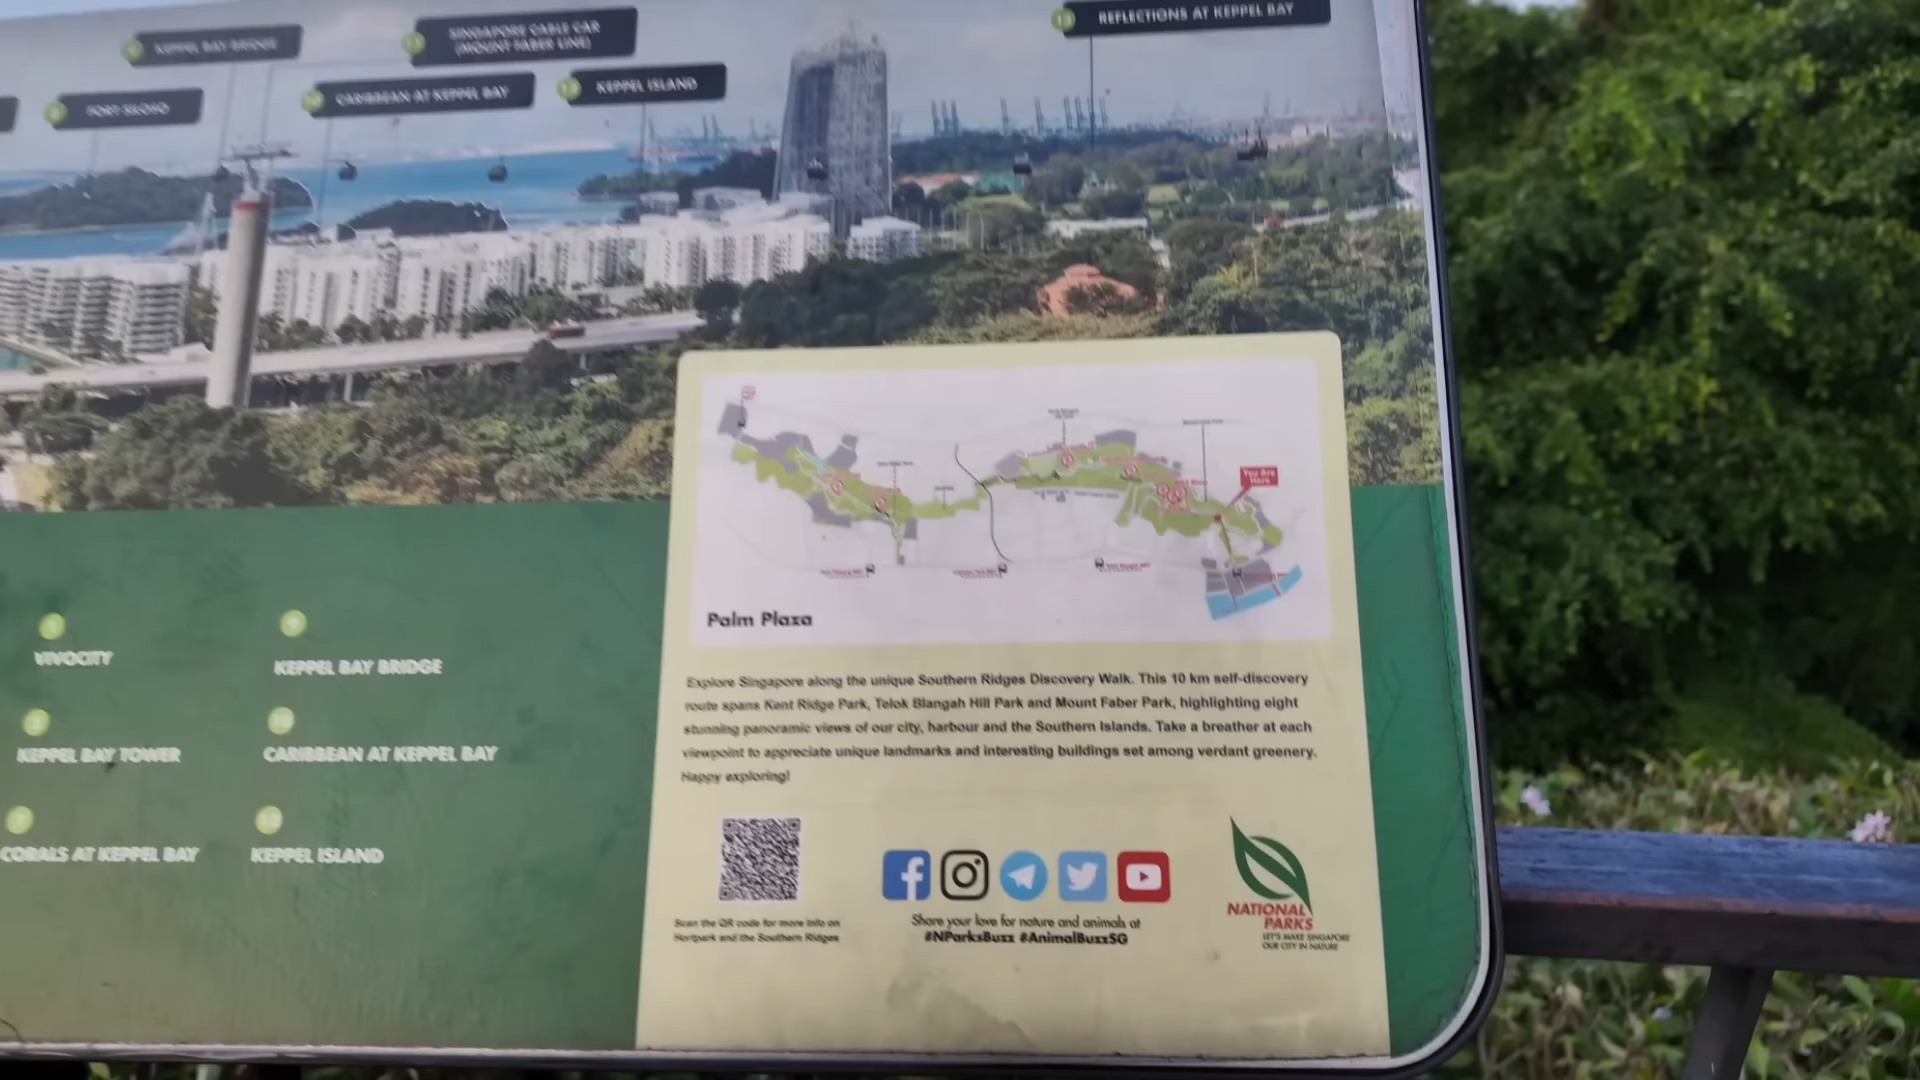 KEPPEL BAY BRIDGE
SINGAPORE CABLE CAR
(MOUNT FABER LINE)
REFLECTIONS AT KEPPEL BAY
FORT SILOSO
CARIBBEAN AT KEPPEL BAY
KEPPEL ISLAND
You Are
Here
Palm Plaza
VIVOCITY
KEPPEL BAY BRIDGE
KEPPEL BAY TOWER
CARIBBEAN AT KEPPEL BAY
CORALS AT KEPPEL BAY
KEPPEL ISLAND
Explore Singapore along the unique Southern Ridges Discovery Walk. This 10 km self-discovery
route spans Kent Ridge Park, Telok Blangah Hill Park and Mount Faber Park, highlighting eight
stunning panoramic views of our city, harbour and the Southern Islands. Take a breather at each
viewpoint to appreciate unique landmarks and interesting buildings set among verdant greenery.
Happy exploring!
Scan the QR code for more info on
Hortpark and the Southern Ridges
Share your love for nature and animals at
#NParksBuzz #AnimalBuzzSG
NATIONAL
PARKS
LET'S MAKE SINGAPORE
OUR CITY IN NATURE